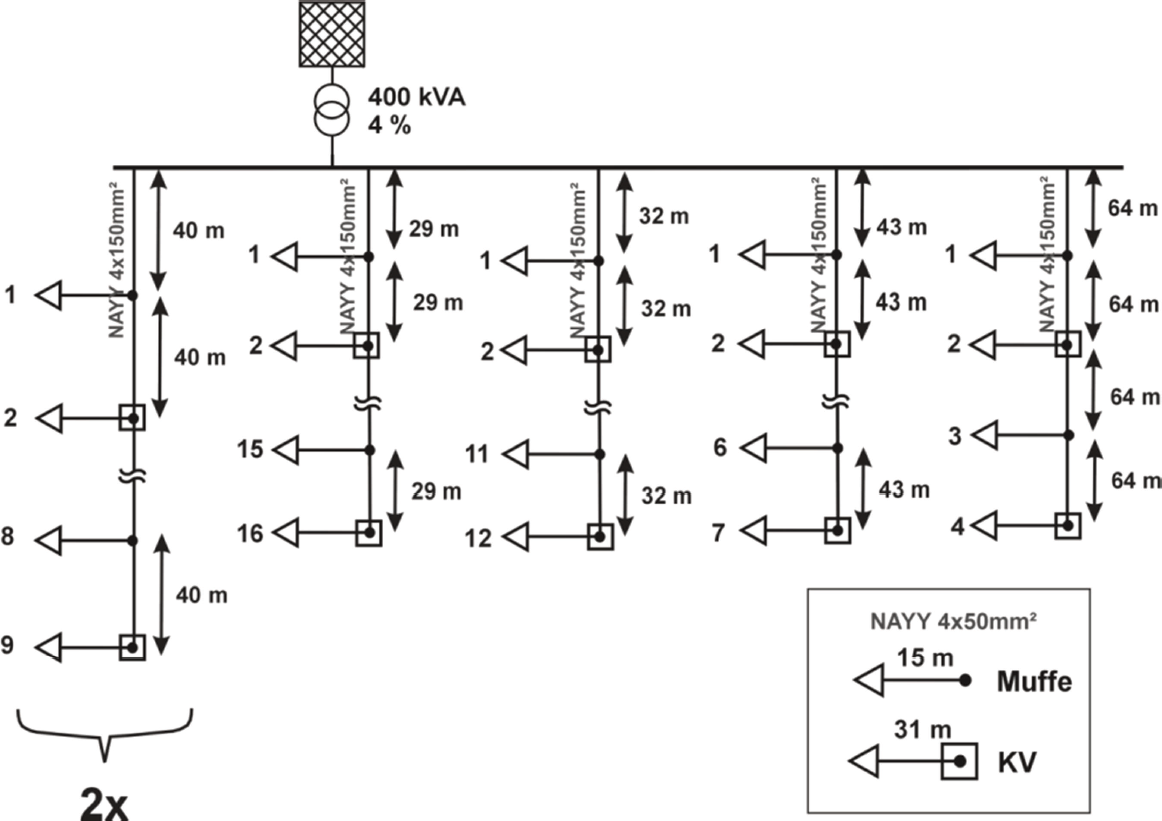 400 kVA
4 %
NAYY 4x150mm²
40 m
1
40 m
2
8
40 m
9
2x
NAYY 4x150mm²
29 m
1
29 m
2
15
29 m
16
NAYY 4x150mm²
32 m
1
32 m
2
11
32 m
12
NAYY 4x150mm²
43 m
1
43 m
2
6
43 m
7
NAYY 4x150mm²
64 m
1
64 m
2
64 m
3
64 m
4
NAYY 4x50mm²
15 m
Muffe
31 m
KV